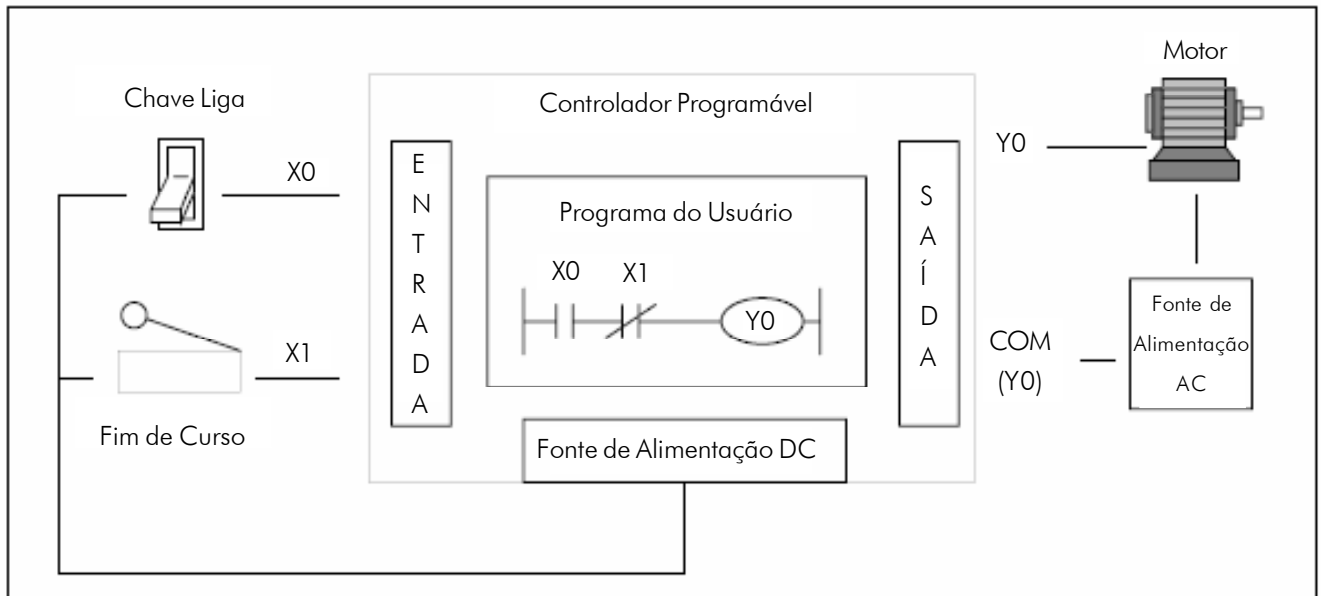 Motor
Chave Liga
Controlador Programável
X0
E
N
T
R
A
D
A
Programa do Usuário
X0 X1
Y0
S
A
Í
D
A
Y0
COM
(Y0)
Fonte de
Alimentação
AC
X1
Fim de Curso
Fonte de Alimentação DC